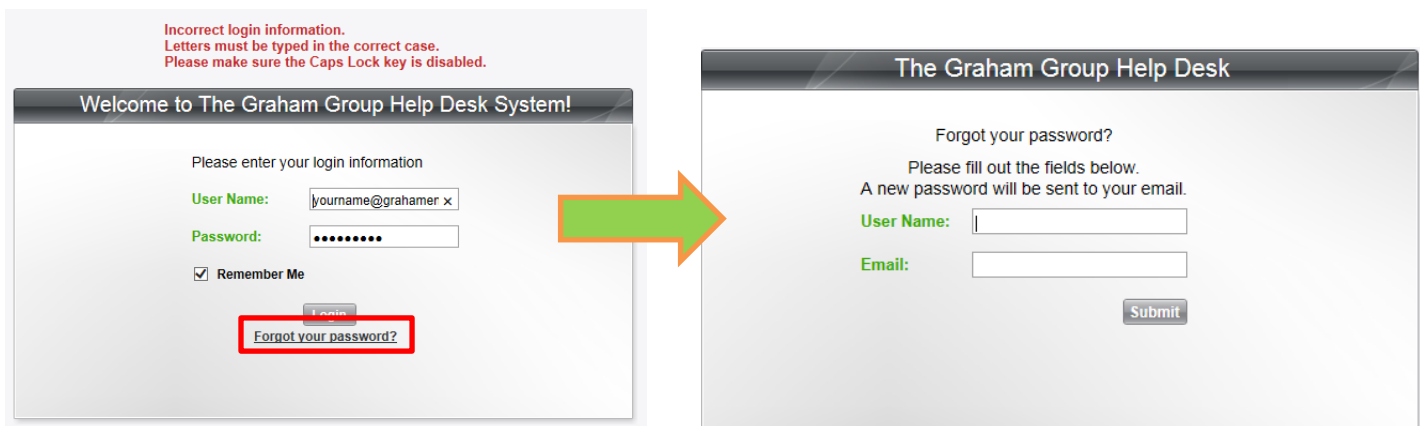 Incorrect login information.
Letters must be typed in the correct case.
Please make sure the Caps Lock key is disabled.
Welcome to The Graham Group Help Desk System!
Please enter your login information
User Name:
yourname@grahamer ×
Password:
•••••••••
Remember Me
Login
Forgot your password?
The Graham Group Help Desk
Forgot your password?
Please fill out the fields below.
A new password will be sent to your email.
User Name:
Email:
Submit